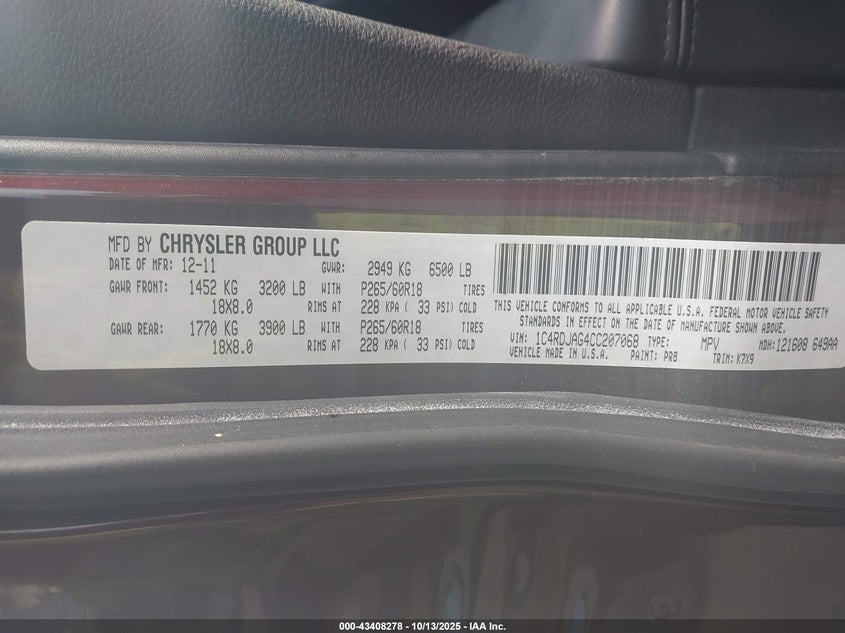 MFD BY CHRYSLER GROUP LLC
DATE OF MFR: 12-11 GVWR: 2949 KG 6500 LB
GAWR FRONT: 1452 KG 3200 LB WITH P265/60R18 TIRES
18X8.0 RIMS AT 228 KPA ( 33 PSI) COLD
GAWR REAR: 1770 KG 3900 LB WITH P265/60R18 TIRES
18X8.0 RIMS AT 228 KPA ( 33 PSI) COLD
THIS VEHICLE CONFORMS TO ALL APPLICABLE U.S.A. FEDERAL MOTOR VEHICLE SAFETY
STANDARDS IN EFFECT ON THE DATE OF MANUFACTURE SHOWN ABOVE.
VIN: 1C4RDJAG4CC207068 TYPE: MPV MDH: 121608 649AA
VEHICLE MADE IN U.S.A. PAINT: PR8 TRIM: K7X9
000-43408278 | 10/13/2025 - IAA Inc.